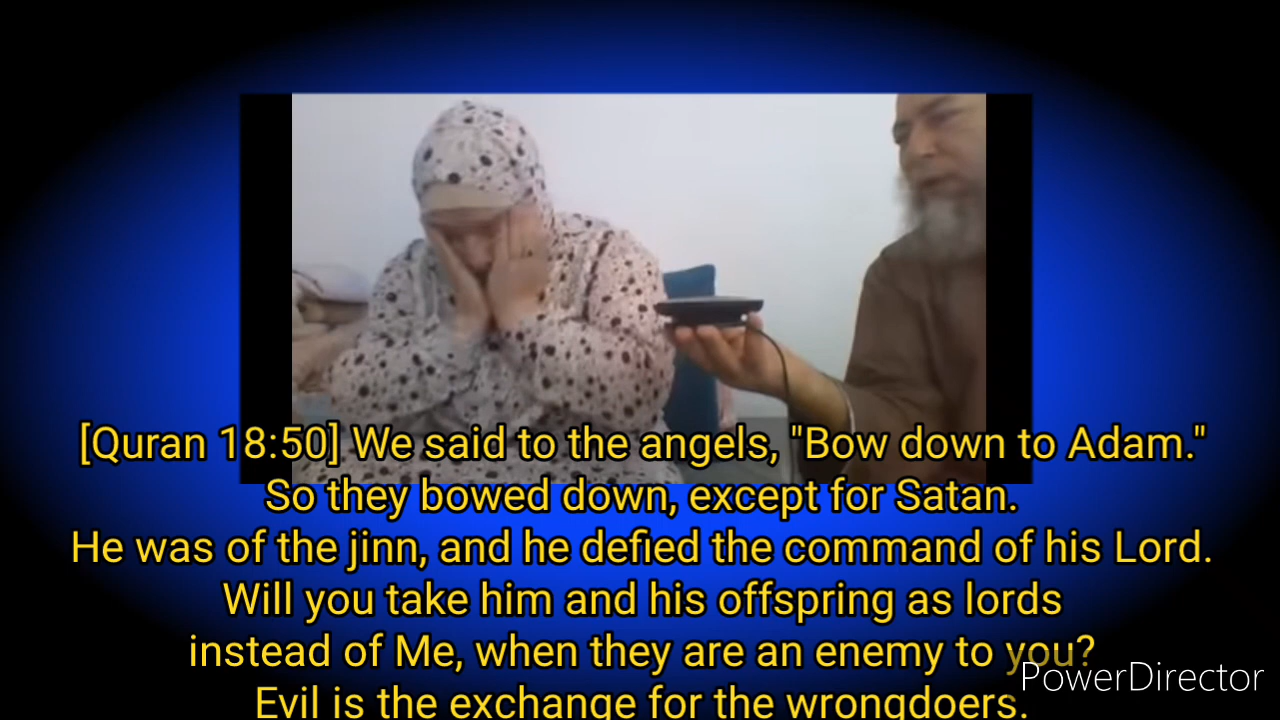 [Quran 18:50] We said to the angels, "Bow down to Adam."
So they bowed down, except for Satan.
He was of the jinn, and he defied the command of his Lord.
Will you take him and his offspring as lords
instead of Me, when they are an enemy to you?
Evil is the exchange for the wrongdoers.
PowerDirector